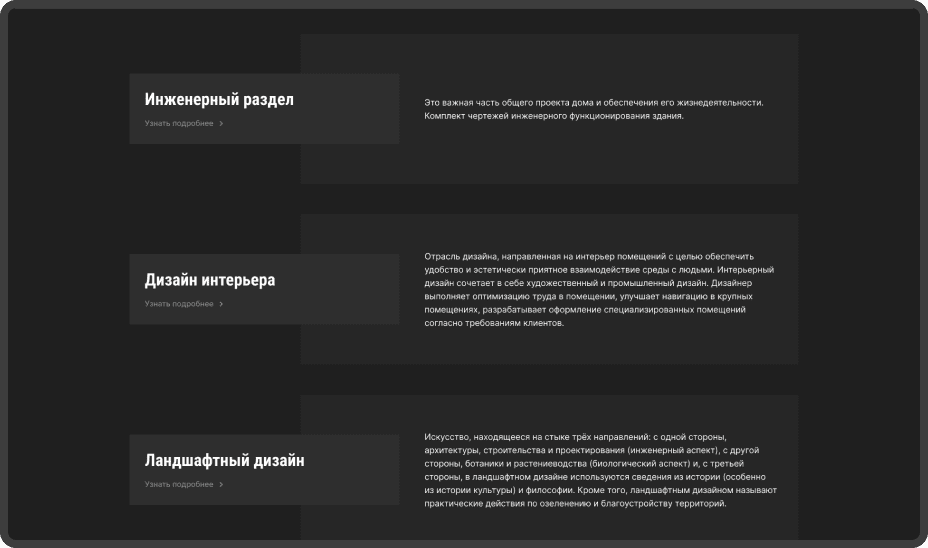 Инженерный раздел
Узнать подробнее >
Это важная часть общего проекта дома и обеспечения его жизнедеятельности.
Комплект чертежей инженерного функционирования здания.
Дизайн интерьера
Узнать подробнее >
Отрасль дизайна, направленная на интерьер помещений с целью обеспечить
удобство и эстетически приятное взаимодействие среды с людьми. Интерьерный
дизайн сочетает в себе художественный и промышленный дизайн. Дизайнер
выполняет оптимизацию труда в помещении, улучшает навигацию в крупных
помещениях, разрабатывает оформление специализированных помещений
согласно требованиям клиентов.
Ландшафтный дизайн
Узнать подробнее >
Искусство, находящееся на стыке трёх направлений: с одной стороны,
архитектуры, строительства и проектирования (инженерный аспект), с другой
стороны, ботаники и растениеводства (биологический аспект) и, с третьей
стороны, в ландшафтном дизайне используются сведения из истории (особенно
из истории культуры) и философии. Кроме того, ландшафтным дизайном называют
практические действия по озеленению и благоустройству территорий.